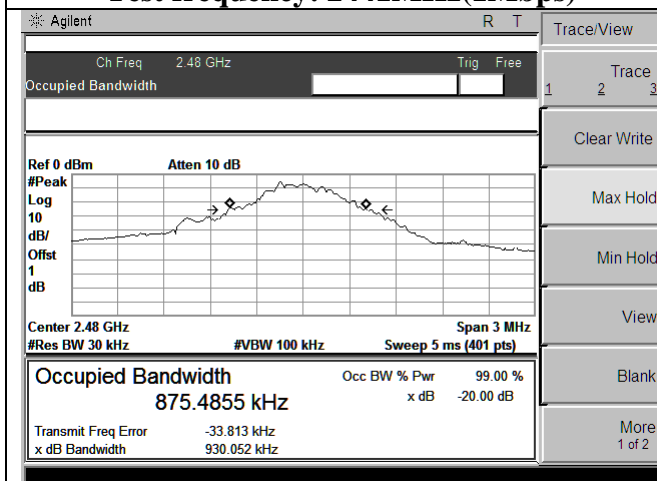 Agilent R T
Ch Freq 2.48 GHz Trig Free
Occupied Bandwidth
Ref 0 dBm Atten 10 dB
#Peak
Log
10
dB/
Offst
1
dB
Center 2.48 GHz Span 3 MHz
#Res BW 30 kHz #VBW 100 kHz Sweep 5 ms (401 pts)
Occupied Bandwidth Occ BW % Pwr 99.00 %
875.4855 kHz x dB -20.00 dB
Transmit Freq Error -33.813 kHz
x dB Bandwidth 930.052 kHz
Trace/View
Trace
1 2 3
Clear Write
Max Hold
Min Hold
View
Blank
More
1 of 2